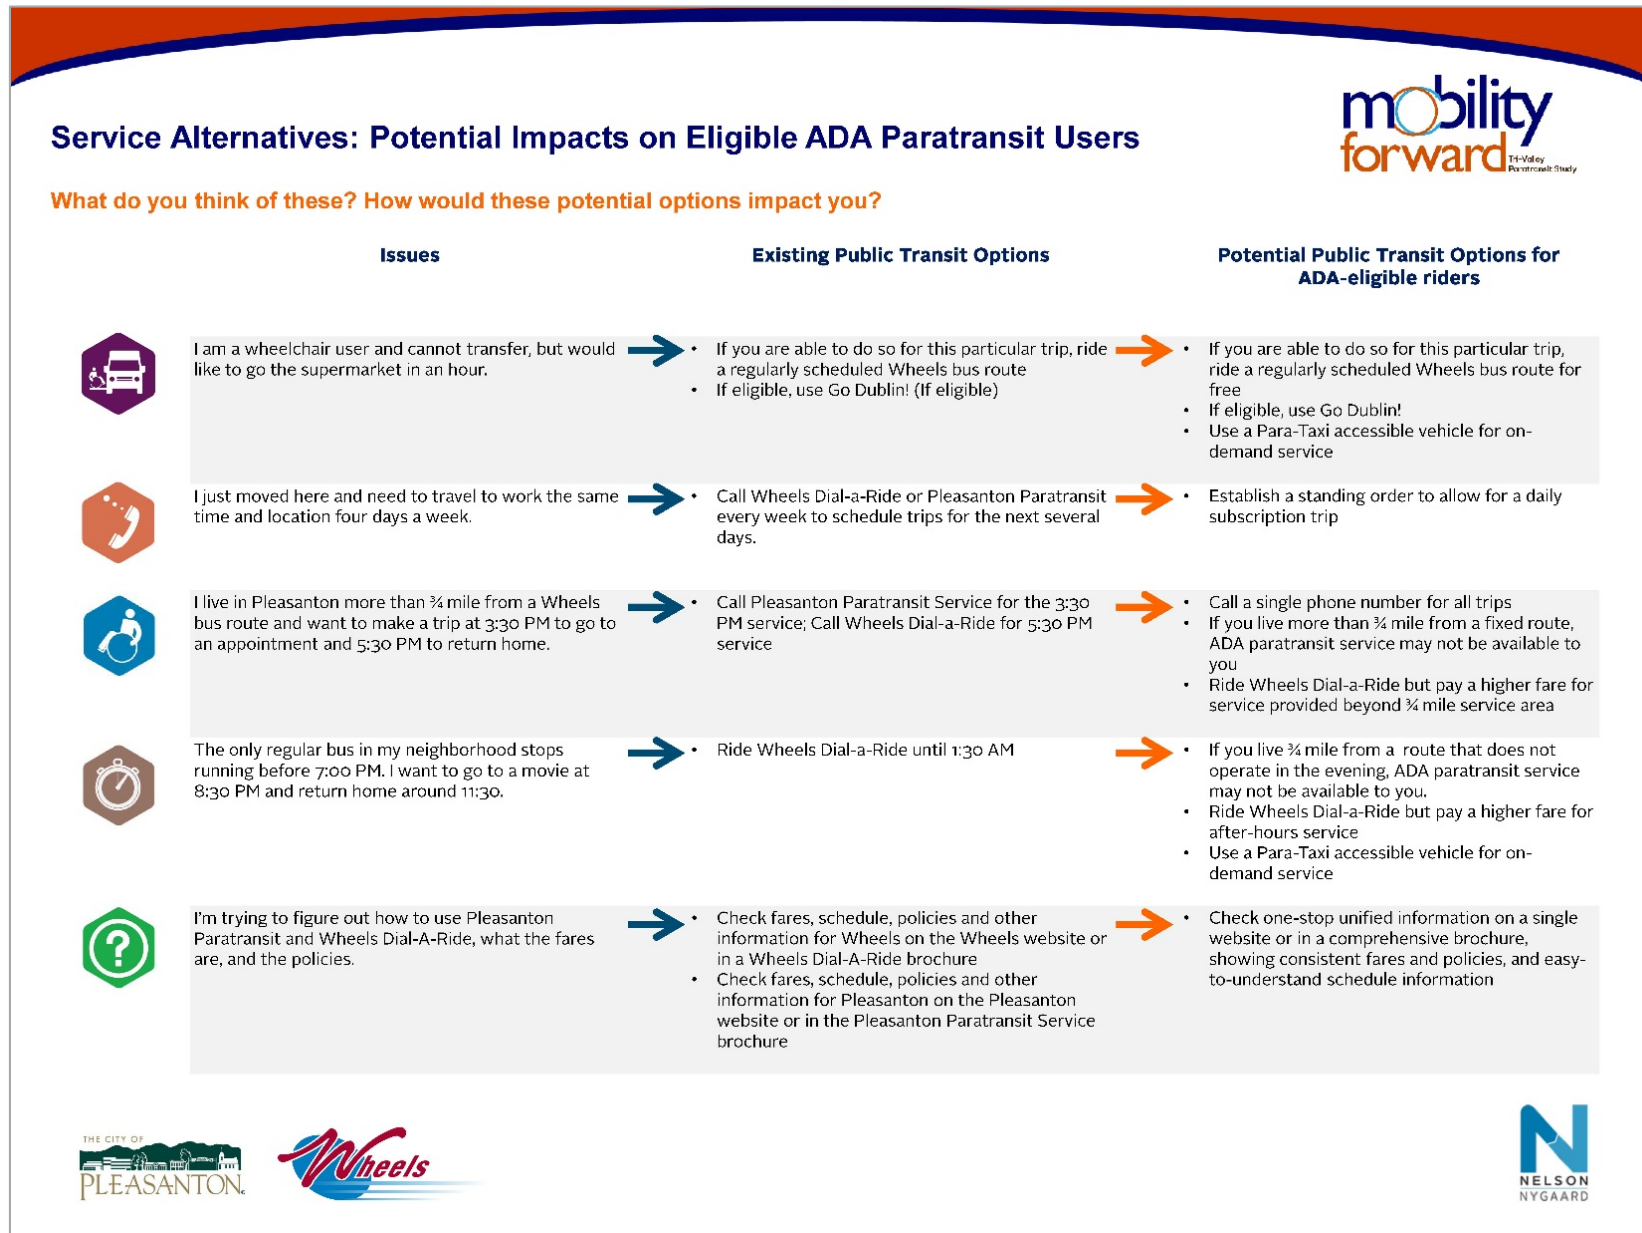 mobility
forward
Tri-Valley
Paratransit Study
Service Alternatives: Potential Impacts on Eligible ADA Paratransit Users
What do you think of these? How would these potential options impact you?
Issues
Existing Public Transit Options
Potential Public Transit Options for
ADA-eligible riders
I am a wheelchair user and cannot transfer, but would
like to go the supermarket in an hour.
• If you are able to do so for this particular trip, ride
a regularly scheduled Wheels bus route
• If eligible, use Go Dublin! (If eligible)
• If you are able to do so for this particular trip,
ride a regularly scheduled Wheels bus route for
free
• If eligible, use Go Dublin!
• Use a Para-Taxi accessible vehicle for on-
demand service
I just moved here and need to travel to work the same
time and location four days a week.
• Call Wheels Dial-a-Ride or Pleasanton Paratransit
every week to schedule trips for the next several
days.
• Establish a standing order to allow for a daily
subscription trip
I live in Pleasanton more than ¾ mile from a Wheels
bus route and want to make a trip at 3:30 PM to go to
an appointment and 5:30 PM to return home.
• Call Pleasanton Paratransit Service for the 3:30
PM service; Call Wheels Dial-a-Ride for 5:30 PM
service
• Call a single phone number for all trips
• If you live more than ¾ mile from a fixed route,
ADA paratransit service may not be available to
you
• Ride Wheels Dial-a-Ride but pay a higher fare for
service provided beyond ¾ mile service area
The only regular bus in my neighborhood stops
running before 7:00 PM. I want to go to a movie at
8:30 PM and return home around 11:30.
• Ride Wheels Dial-a-Ride until 1:30 AM
• If you live ¾ mile from a route that does not
operate in the evening, ADA paratransit service
may not be available to you.
• Ride Wheels Dial-a-Ride but pay a higher fare for
after-hours service
• Use a Para-Taxi accessible vehicle for on-
demand service
?
I'm trying to figure out how to use Pleasanton
Paratransit and Wheels Dial-A-Ride, what the fares
are, and the policies.
• Check fares, schedule, policies and other
information for Wheels on the Wheels website or
in a Wheels Dial-A-Ride brochure
• Check fares, schedule, policies and other
information for Pleasanton on the Pleasanton
website or in the Pleasanton Paratransit Service
brochure
• Check one-stop unified information on a single
website or in a comprehensive brochure,
showing consistent fares and policies, and easy-
to-understand schedule information
THE CITY OF
PLEASANTON
Wheels
N
NELSON
NYGAARD